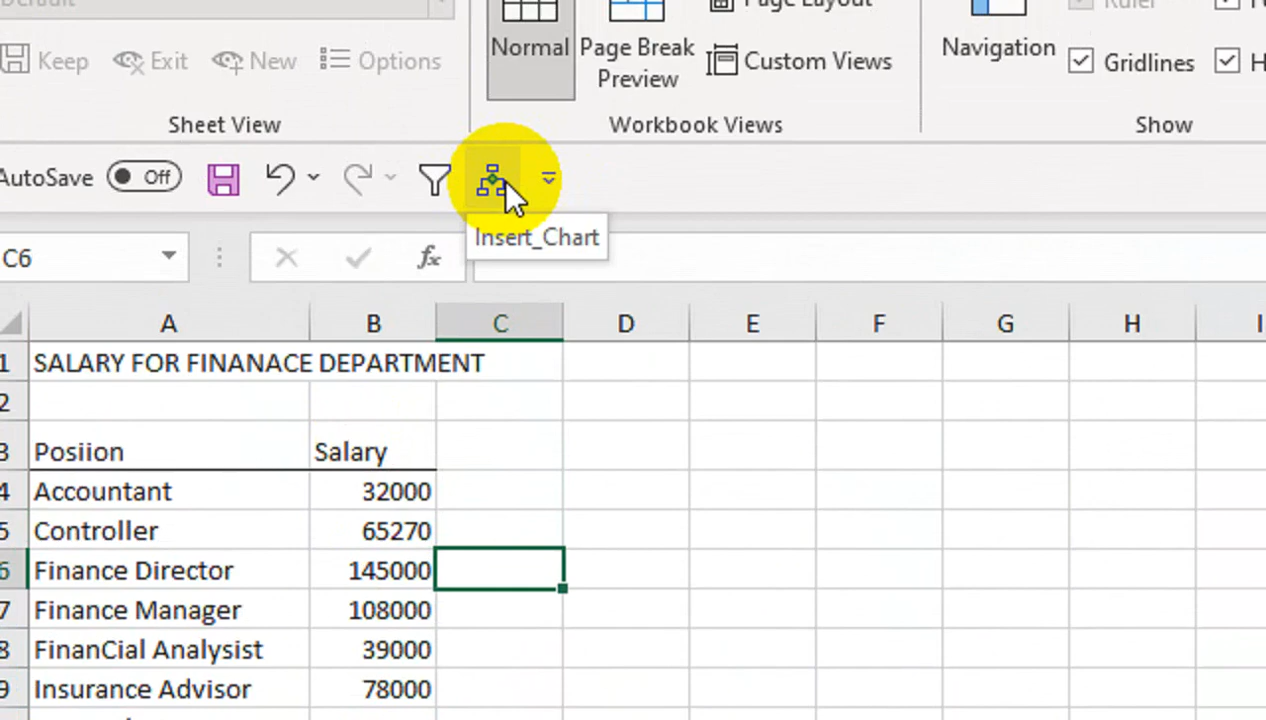 Page Layout
Ruler
Normal
Page Break
Preview
Navigation
Keep
Exit
New
Options
Custom Views
Gridlines
H
Sheet View
Workbook Views
Show
AutoSave
Off
Insert_Chart
C6
fx
A B C D E F G H I
1 SALARY FOR FINANACE DEPARTMENT
2
3 Posiion Salary
4 Accountant 32000
5 Controller 65270
6 Finance Director 145000
7 Finance Manager 108000
8 FinanCial Analysist 39000
9 Insurance Advisor 78000